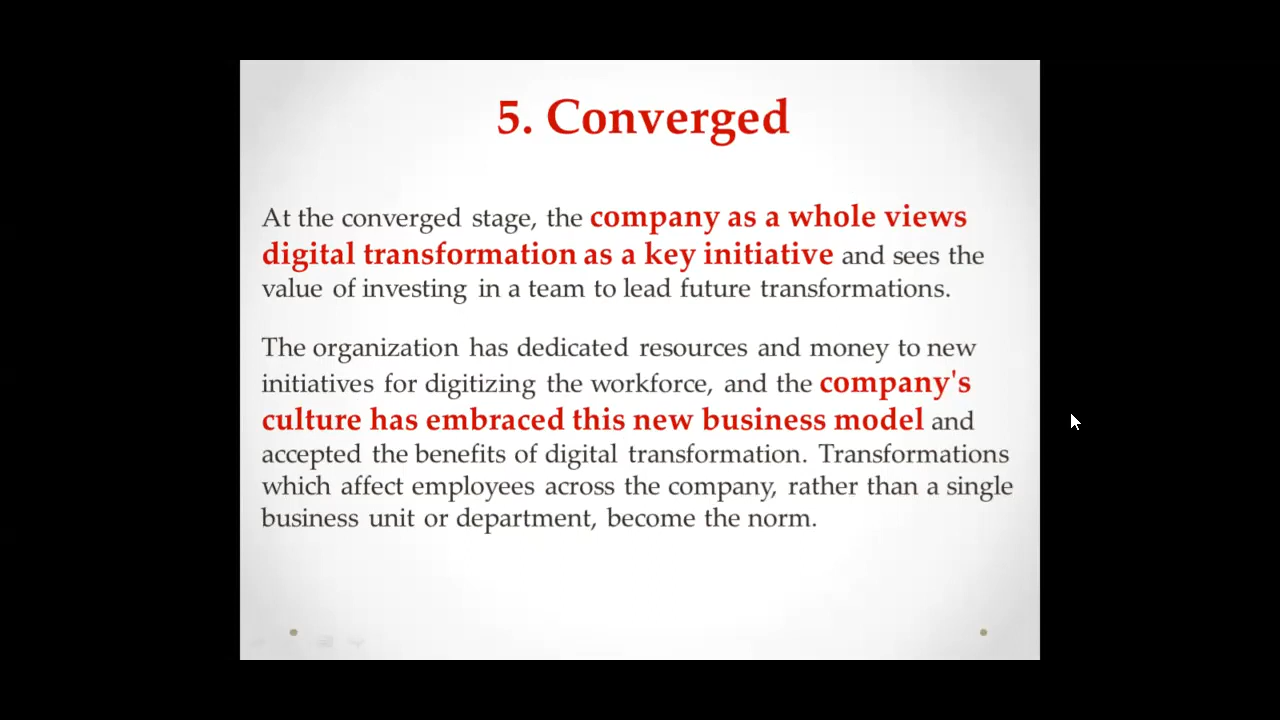 5. Converged
At the converged stage, the company as a whole views
digital transformation as a key initiative and sees the
value of investing in a team to lead future transformations.
The organization has dedicated resources and money to new
initiatives for digitizing the workforce, and the company's
culture has embraced this new business model and
accepted the benefits of digital transformation. Transformations
which affect employees across the company, rather than a single
business unit or department, become the norm.